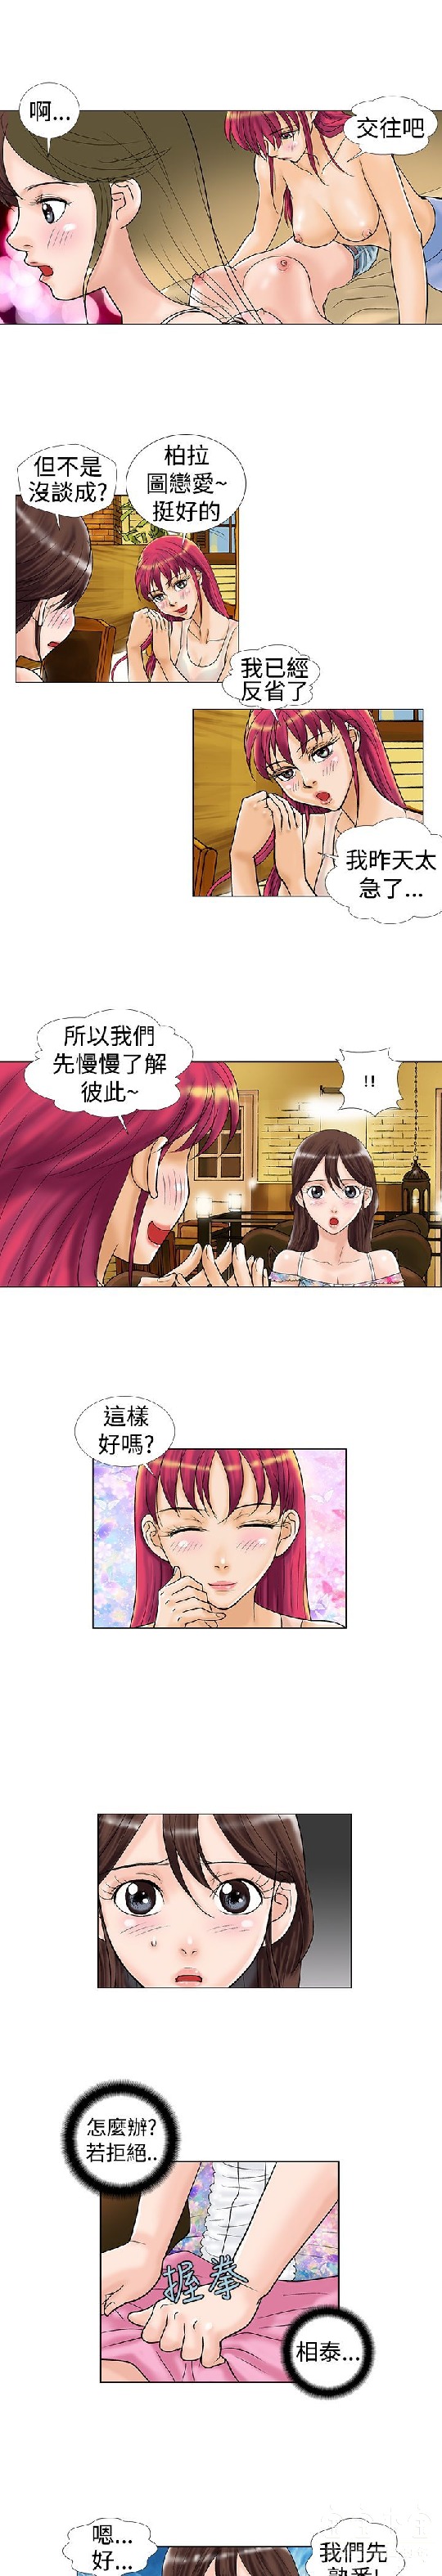 啊...
交往吧
但不是
沒談成?
柏拉
圖戀愛~
挺好的
我已經
反省了
我昨天太
急了...
所以我們
先慢慢了解
彼此~
!!
這樣
好嗎?
怎麼辦?
若拒絕..
握拳
相泰...
嗯...
好...
我們先